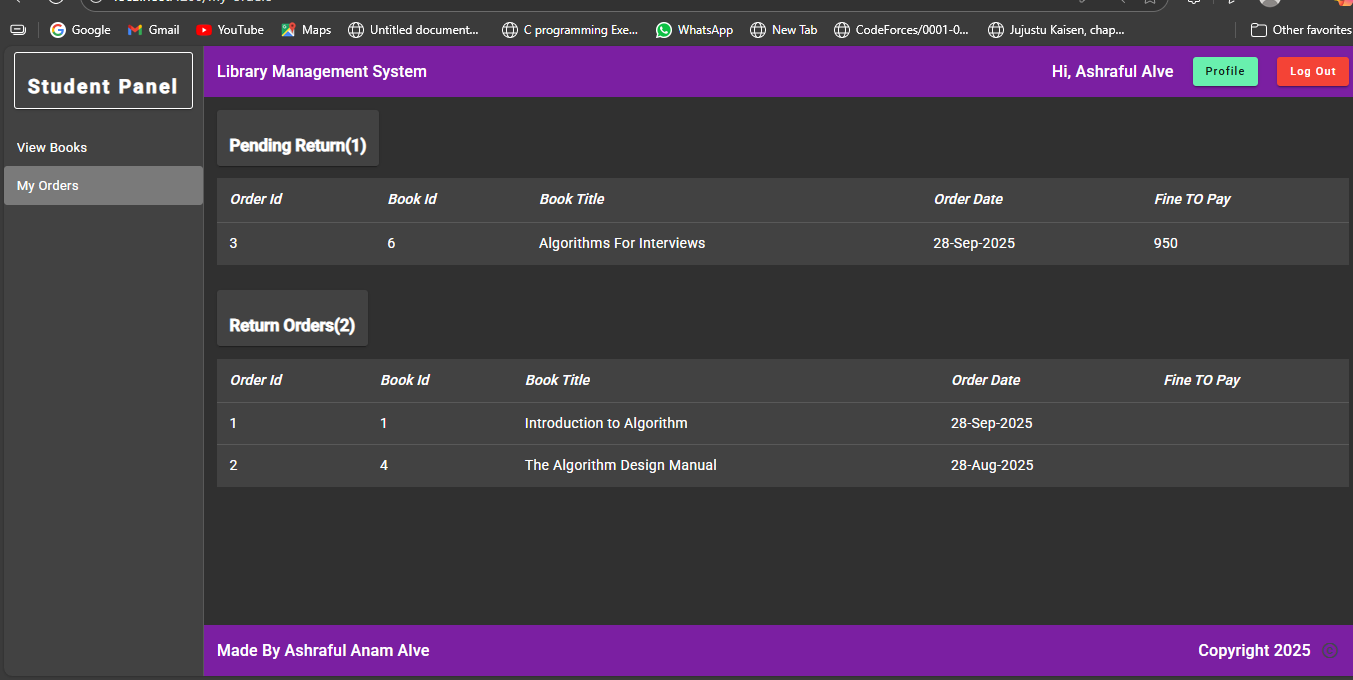 Google Gmail YouTube Maps Untitled document... C programming Exe... WhatsApp New Tab CodeForces/0001-0... Jujustu Kaisen, chap... Other favorites
Student Panel
Library Management System Hi, Ashraful Alve Profile Log Out
View Books
My Orders
Pending Return(1)
Order Id Book Id Book Title Order Date Fine TO Pay
3 6 Algorithms For Interviews 28-Sep-2025 950
Return Orders(2)
Order Id Book Id Book Title Order Date Fine TO Pay
1 1 Introduction to Algorithm 28-Sep-2025
2 4 The Algorithm Design Manual 28-Aug-2025
Made By Ashraful Anam Alve Copyright 2025 ©